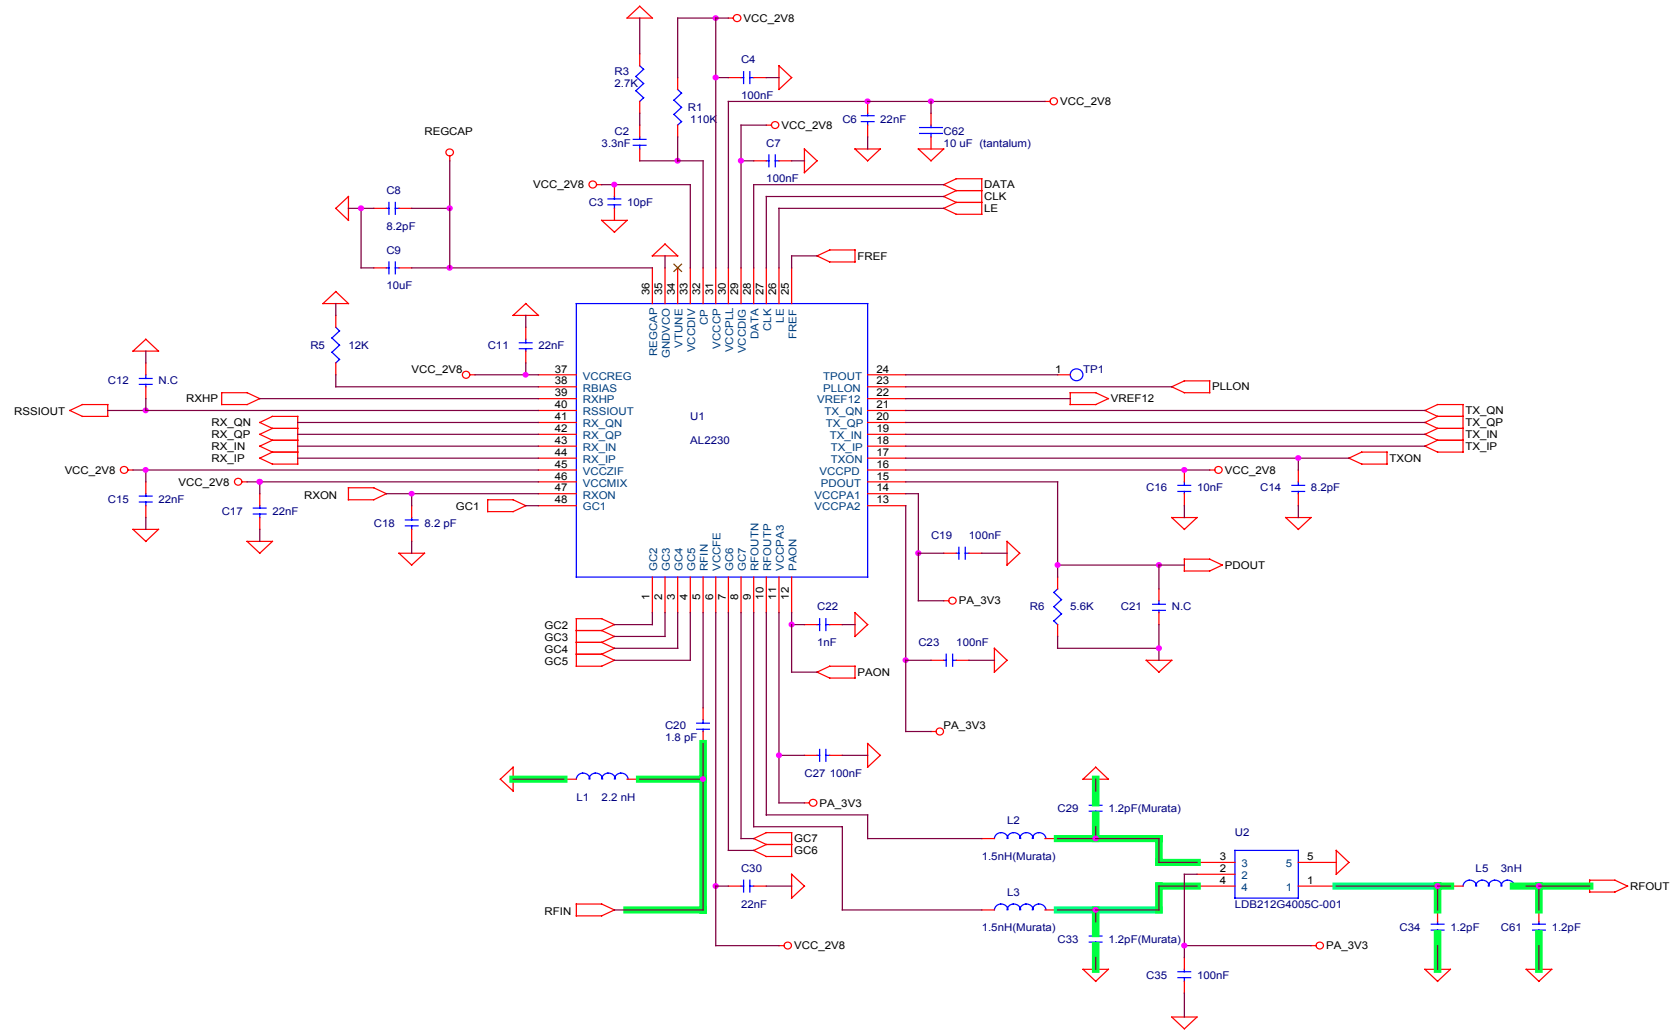 VCC_2V8
C4
100nF
R3
2.7K
R1
110K
VCC_2V8
C6 22nF
C62
10 uF (tantalum)
VCC_2V8
C2
3.3nF
C7
100nF
REGCAP
VCC_2V8
C3 10pF
DATA
CLK
LE
C8
8.2pF
C9
10uF
FREF
36 35 34 33 32 31 30 29 28 27 26 25
REGCAP GNDVCO VTUNE VCCDIV CP VCCCP VCCPLL VCCDIG DATA CLK LE FREF
R5 12K
C11 22nF
C12 N.C
VCC_2V8
RXHP
RSSIOUT
RX_QN
RX_QP
RX_IN
RX_IP
VCC_2V8
VCC_2V8
C15 22nF
C17 22nF
RXON
C18 8.2 pF
GC1
37 VCCREG
38 RBIAS
39 RXHP
40 RSSIOUT
41 RX_QN
42 RX_QP
43 RX_IN
44 RX_IP
45 VCCZIF
46 VCCMIX
47 RXON
48 GC1
U1
AL2230
TPOUT 24
PLLON 23
VREF12 22
TX_QN 21
TX_QP 20
TX_IN 19
TX_IP 18
TXON 17
VCCPD 16
PDOUT 15
VCCPA1 14
VCCPA2 13
1 TP1
PLLON
VREF12
TX_QN
TX_QP
TX_IN
TX_IP
TXON
VCC_2V8
C16 10nF
C14 8.2pF
GC2 GC3 GC4 GC5 RFIN VCCFE GC6 GC7 RFOUTN RFOUTP VCCPA3 PAON
1 2 3 4 5 6 7 8 9 10 11 12
C19 100nF
PDOUT
PA_3V3
R6 5.6K
C21 N.C
GC2
GC3
GC4
GC5
C22
1nF
C23 100nF
PAON
C20
1.8 pF
PA_3V3
C27 100nF
L1 2.2 nH
PA_3V3
C29 1.2pF(Murata)
L2
1.5nH(Murata)
GC7
GC6
U2
3 3
2 2
4 4
5 5
1 1
LDB212G4005C-001
L5 3nH
RFOUT
C30
22nF
RFIN
L3
1.5nH(Murata)
C33 1.2pF(Murata)
C34 1.2pF
C61 1.2pF
VCC_2V8
PA_3V3
C35 100nF